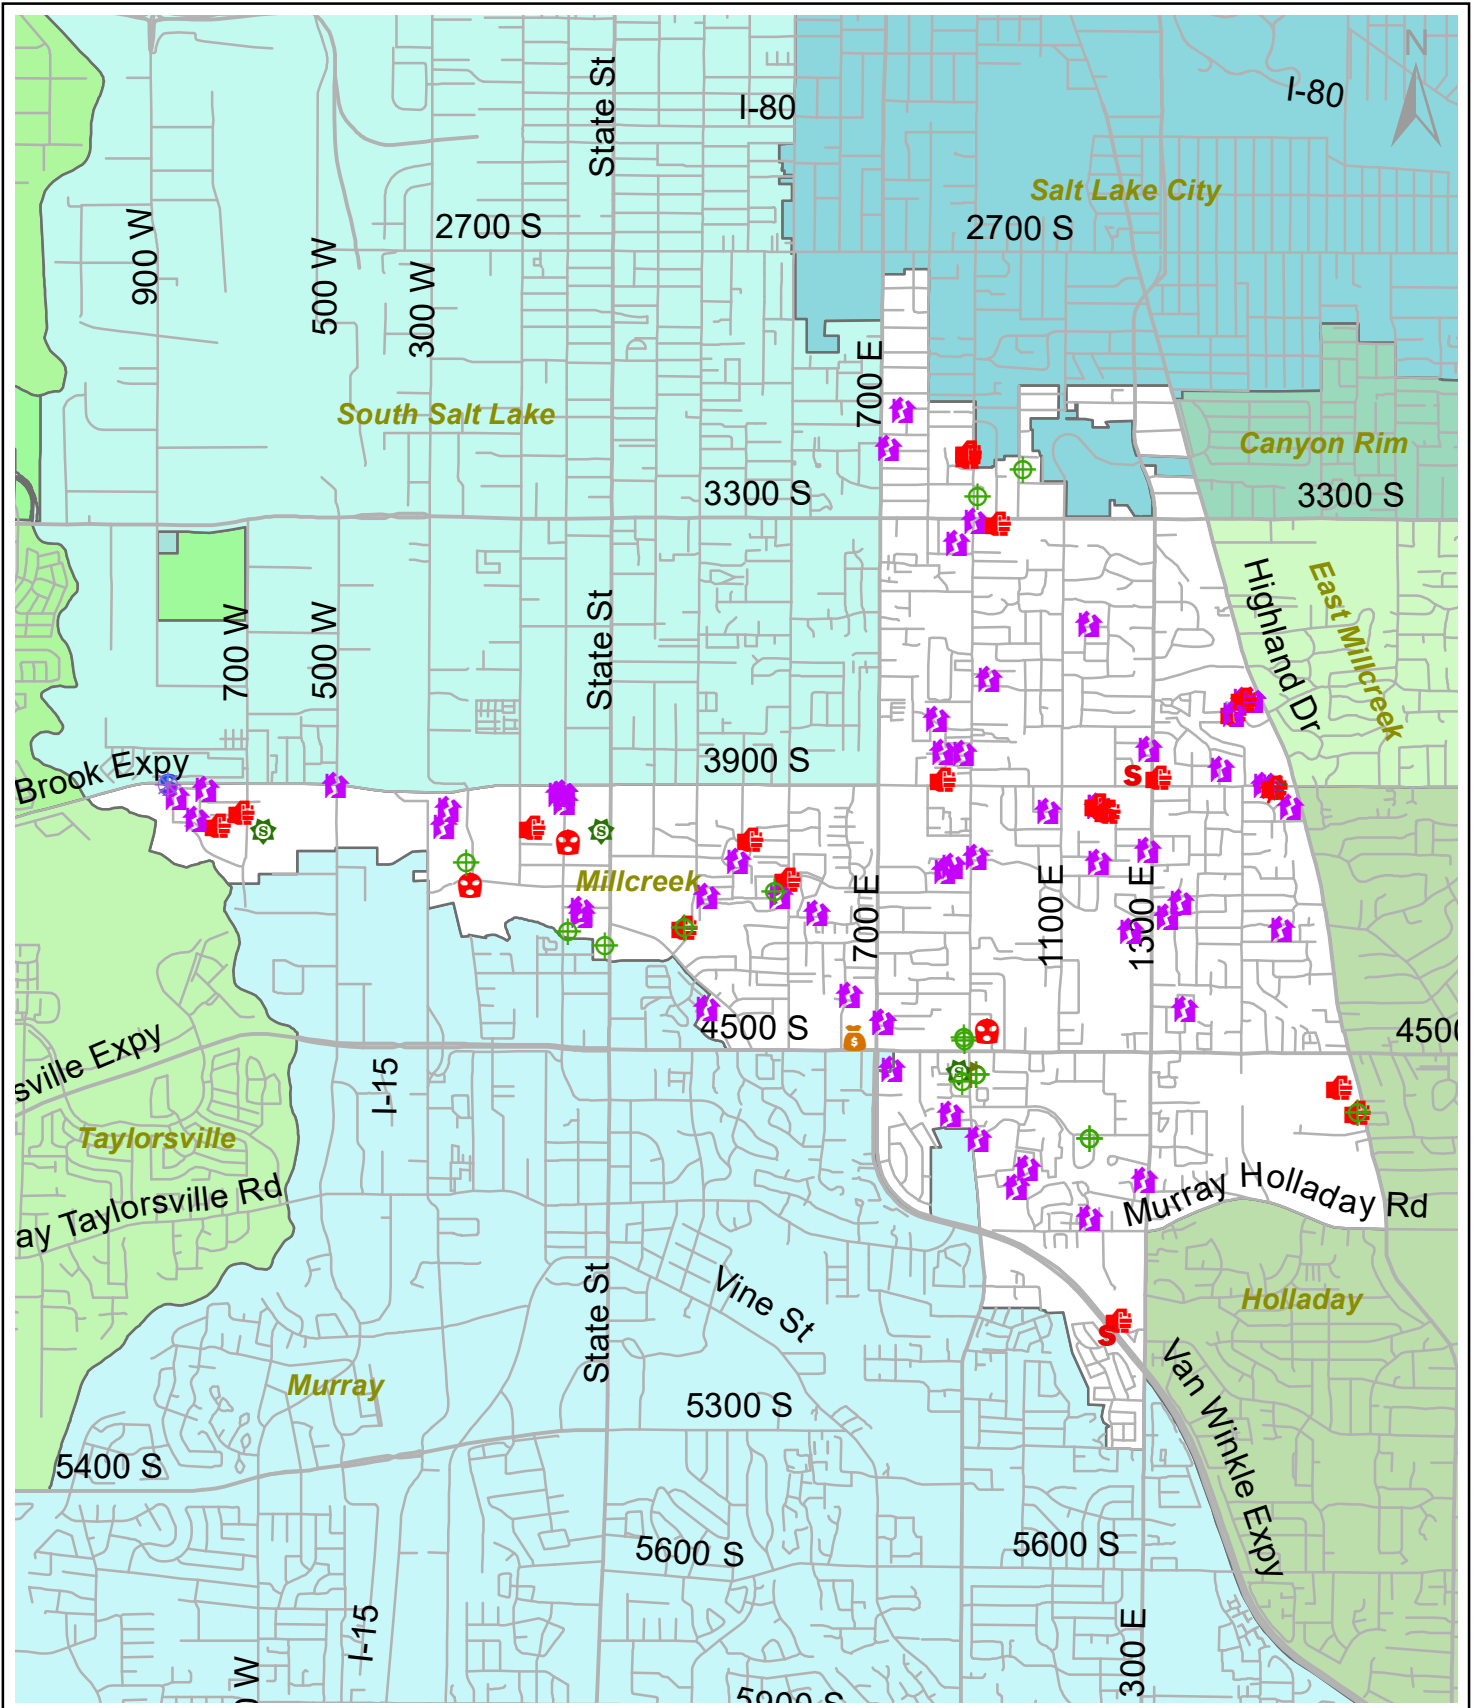 N
State St
I-80
I-80
Salt Lake City
2700 S
2700 S
900 W
500 W
300 W
700 E
South Salt Lake
Canyon Rim
3300 S
3300 S
Highland Dr
East Millcreek
700 W
500 W
State St
3900 S
Brook Expy
S
S
S
Millcreek
700 E
1100 E
1300 E
4500 S
$
4500
sville Expy
I-15
S
Taylorsville
ay Taylorsville Rd
Murray Holladay Rd
State St
Vine St
Holladay
S
Van Winkle Expy
Murray
5300 S
5400 S
5600 S
5600 S
I-15
300 E
0 W
5900 S